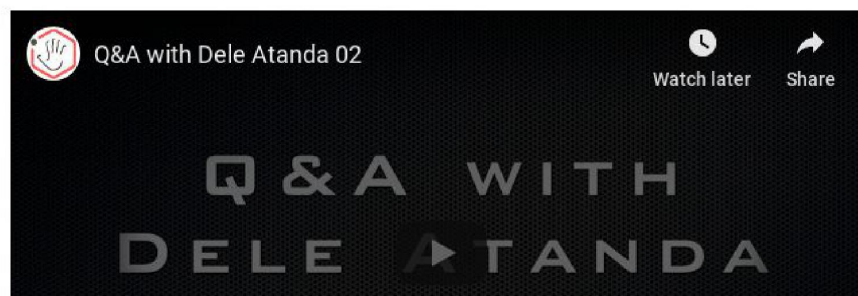 Q&A with Dele Atanda 02
Watch later
Share
Q & A WITH
DELE ATANDA